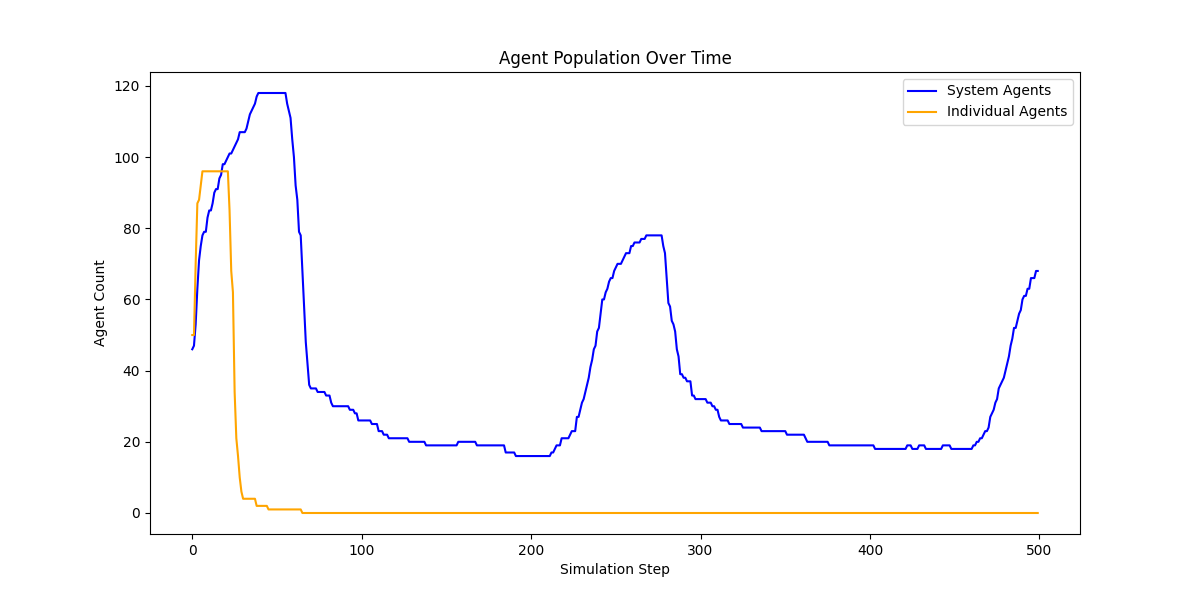 Agent Population Over Time
System Agents
Individual Agents
120
100
80
60
40
20
0
Agent Count
0 100 200 300 400 500
Simulation Step